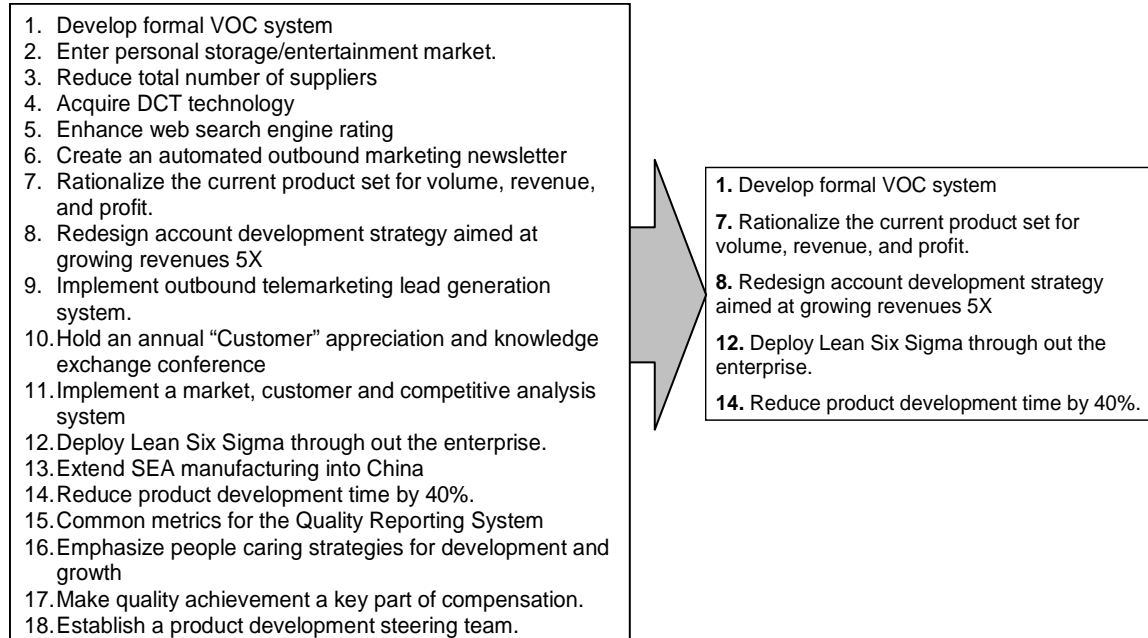 1. Develop formal VOC system
2. Enter personal storage/entertainment market.
3. Reduce total number of suppliers
4. Acquire DCT technology
5. Enhance web search engine rating
6. Create an automated outbound marketing newsletter
7. Rationalize the current product set for volume, revenue,
and profit.
8. Redesign account development strategy aimed at
growing revenues 5X
9. Implement outbound telemarketing lead generation
system.
10. Hold an annual “Customer” appreciation and knowledge
exchange conference
11. Implement a market, customer and competitive analysis
system
12. Deploy Lean Six Sigma through out the enterprise.
13. Extend SEA manufacturing into China
14. Reduce product development time by 40%.
15. Common metrics for the Quality Reporting System
16. Emphasize people caring strategies for development and
growth
17. Make quality achievement a key part of compensation.
18. Establish a product development steering team.
1. Develop formal VOC system
7. Rationalize the current product set for
volume, revenue, and profit.
8. Redesign account development strategy
aimed at growing revenues 5X
12. Deploy Lean Six Sigma through out the
enterprise.
14. Reduce product development time by 40%.